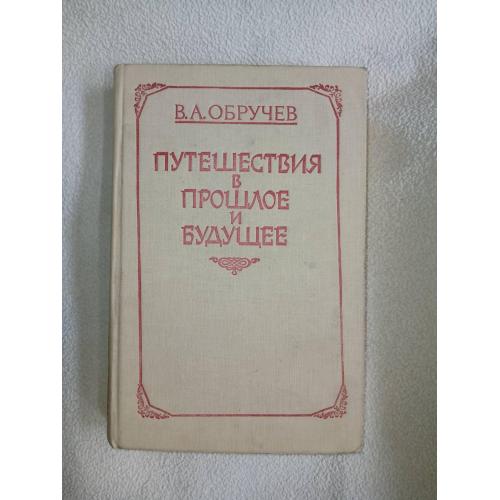 В.А.ОБРУЧЕВ
ПУТЕШЕСТВИЯ
В
ПРОШЛОЕ
И
БУДУЩЕЕ